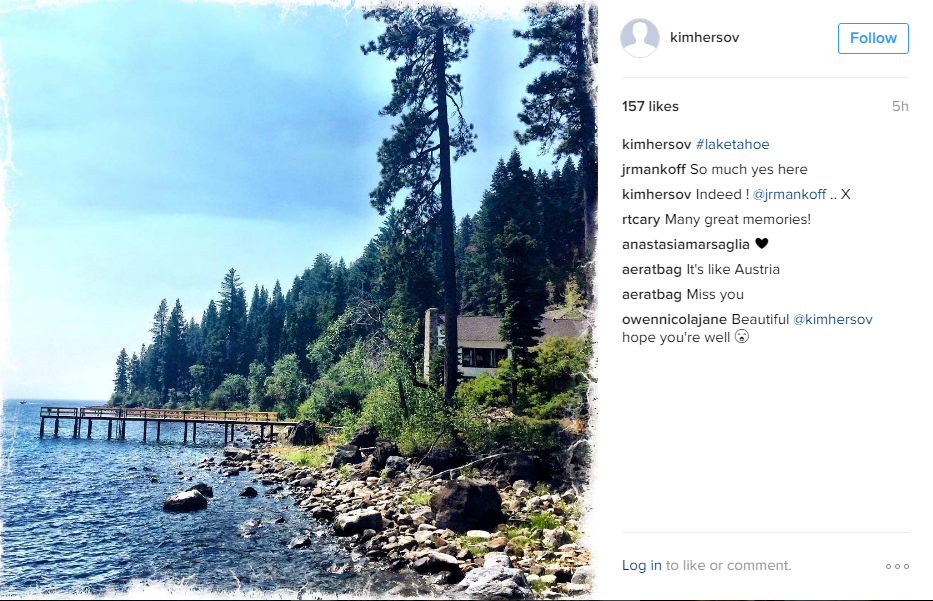 kimhersov
Follow
157 likes
5h
kimhersov #laketahoe
jrmankoff So much yes here
kimhersov Indeed ! @jrmankoff .. X
rtcary Many great memories!
anastasiamarsaglia 🖤
aeratbag It's like Austria
aeratbag Miss you
owennicolajane Beautiful @kimhersov
hope you're well 😘
Log in to like or comment.